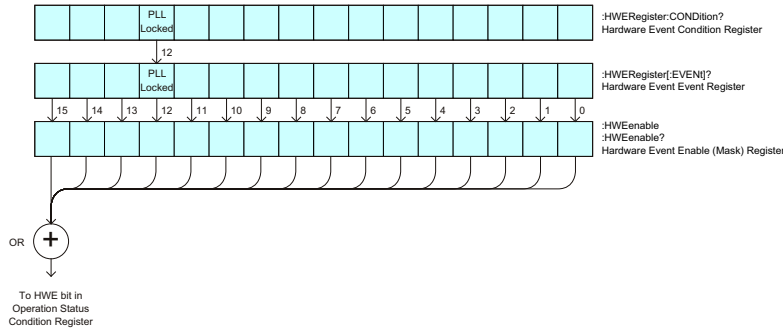 PLL
Locked
:HWERegister:CONDition?
Hardware Event Condition Register
12
PLL
Locked
:HWERegister[:EVENt]?
Hardware Event Event Register
15 14 13 12 11 10 9 8 7 6 5 4 3 2 1 0
:HWEenable
:HWEenable?
Hardware Event Enable (Mask) Register
OR
+
To HWE bit in
Operation Status
Condition Register